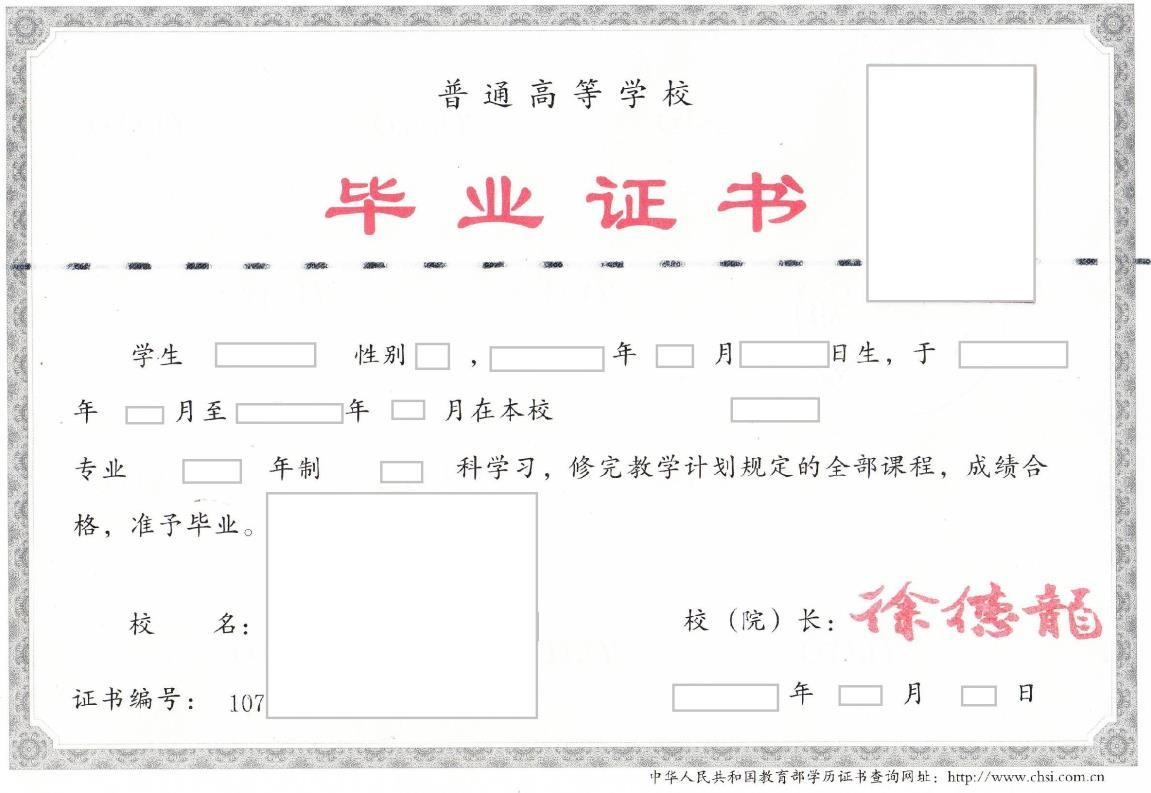 普通高等学校
毕业证书
学生 性别 , 年 月 日生，于
年 月至 年 月在本校
专业 年制 科学习，修完教学计划规定的全部课程，成绩合
格，准予毕业。
校 名：
校（院）长：徐德龍
证书编号： 107
年 月 日
中华人民共和国教育部学历证书查询网址：http://www.chsi.com.cn